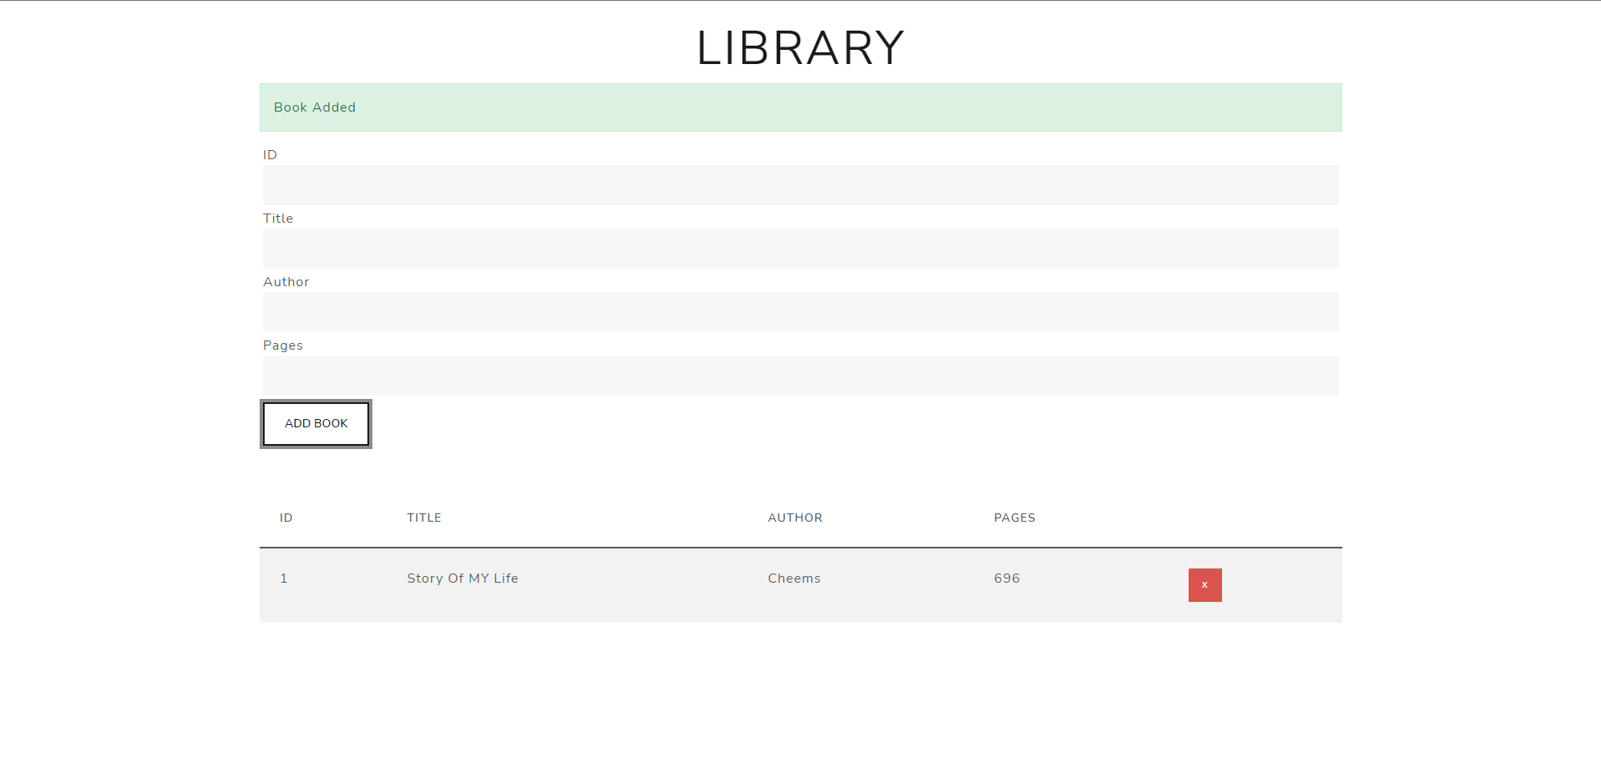 LIBRARY
Book Added
ID
Title
Author
Pages
ADD BOOK
ID TITLE AUTHOR PAGES
1 Story Of MY Life Cheems 696 x